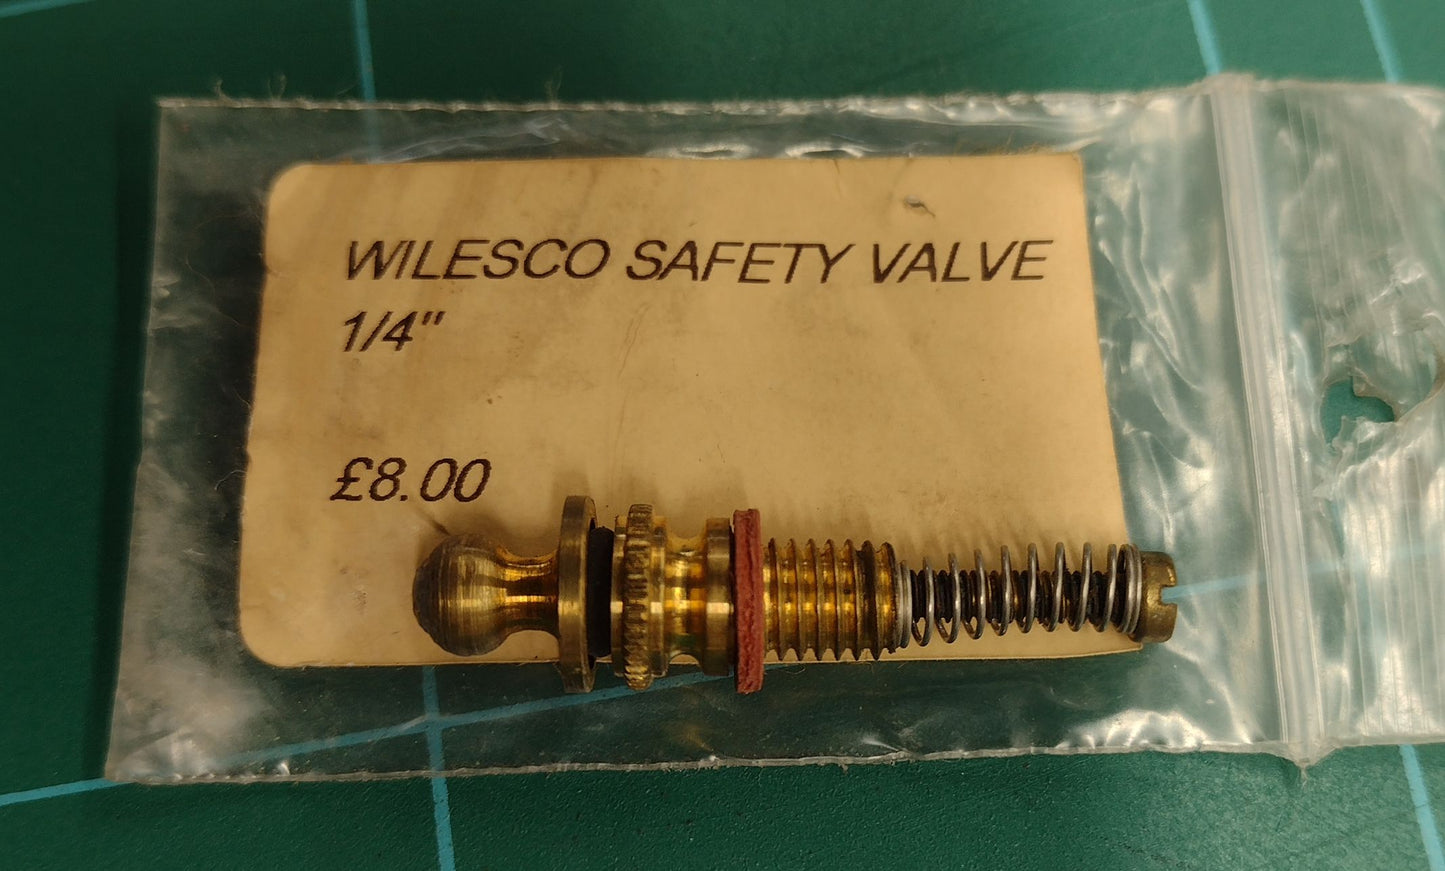 WILESCO SAFETY VALVE
1/4"
£8.00